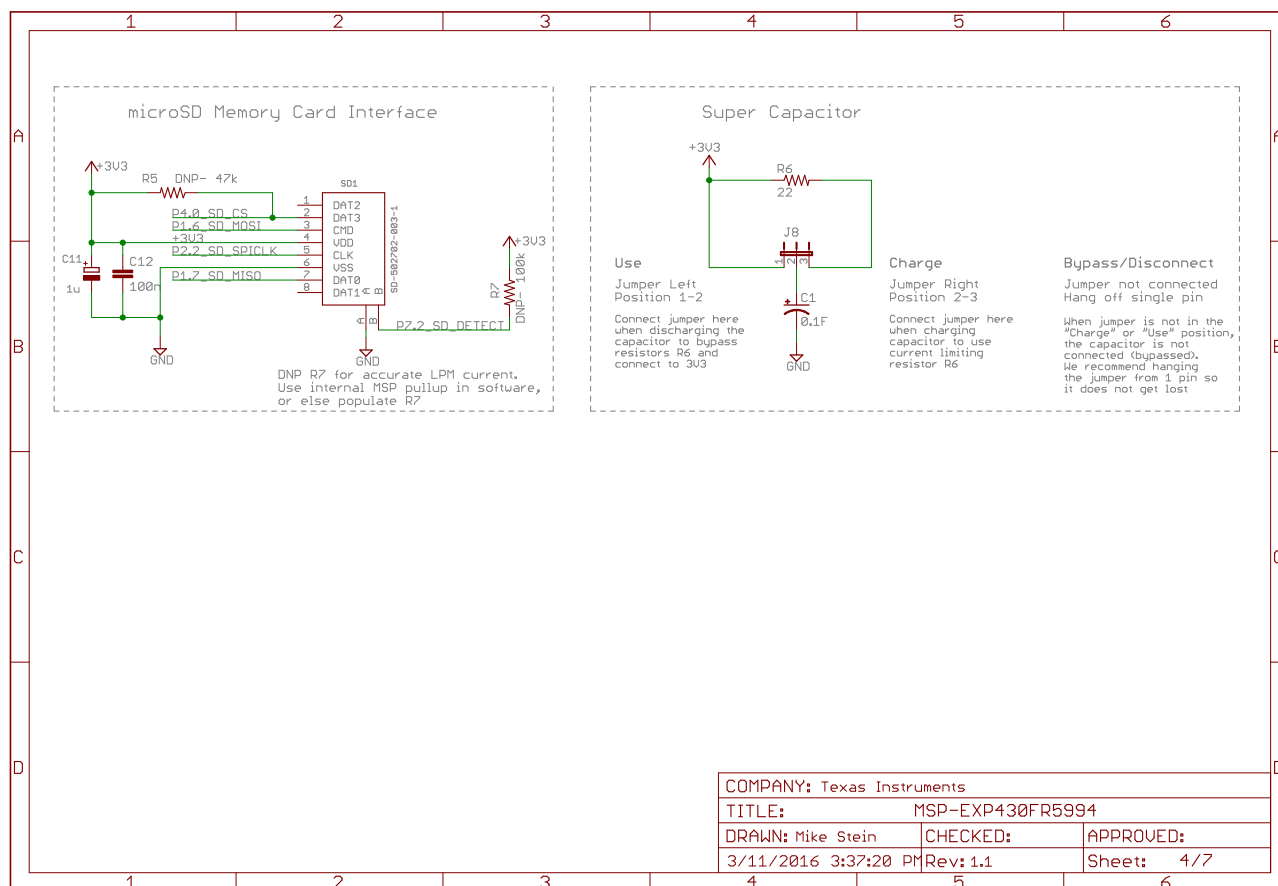 1 2 3 4 5 6
A
B
C
D
microSD Memory Card Interface
+3V3
R5 DNP- 47k
SD1
P4.0_SD_CS
P1.6_SD_MOSI
+3V3
P2.2_SD_SPICLK
P1.7_SD_MISO
1 DAT2
2 DAT3
3 CMD
4 VDD
5 CLK
6 VSS
7 DAT0
8 DAT1
A B
A B
SD-502702-003-1
C11
+
1u
C12
100n
GND
GND
P7.2_SD_DETECT
+3V3
R7
DNP- 100k
DNP R7 for accurate LPM current.
Use internal MSP pullup in software,
or else populate R7
Super Capacitor
+3V3
R6
22
J8
1 2 3
+
C1
0.1F
GND
Use
Jumper Left
Position 1-2
Connect jumper here
when discharging the
capacitor to bypass
resistors R6 and
connect to 3V3
Charge
Jumper Right
Position 2-3
Connect jumper here
when charging
capacitor to use
current limiting
resistor R6
Bypass/Disconnect
Jumper not connected
Hang off single pin
When jumper is not in the
"Charge" or "Use" position,
the capacitor is not
connected (bypassed).
We recommend hanging
the jumper from 1 pin so
it does not get lost
COMPANY: Texas Instruments
TITLE: MSP-EXP430FR5994
DRAWN: Mike Stein CHECKED: APPROVED:
3/11/2016 3:37:20 PM Rev: 1.1 Sheet: 4/7
1 2 3 4 5 6